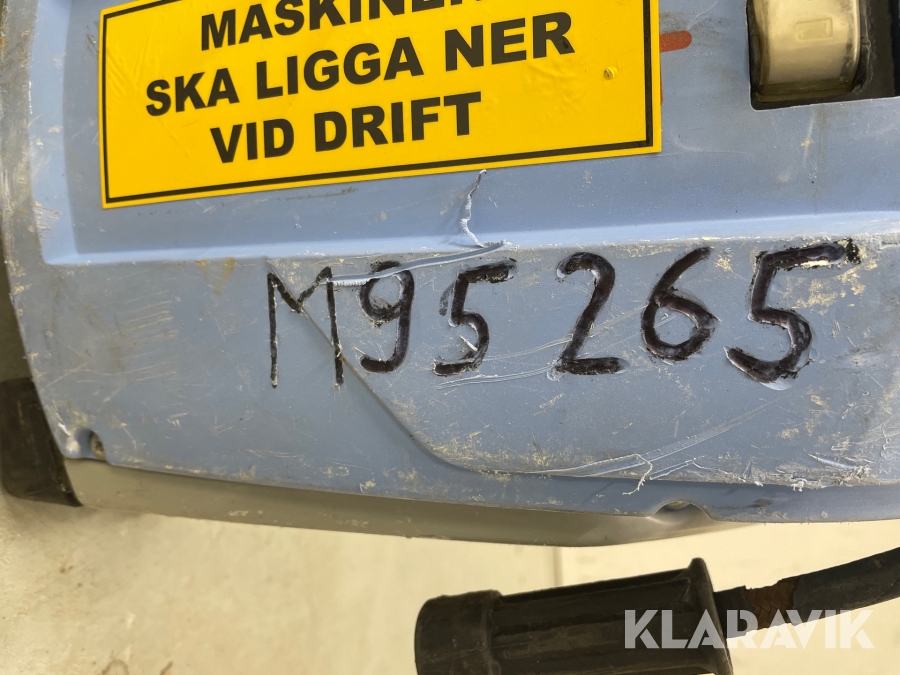 MASKINEN
SKA LIGGA NER
VID DRIFT
M95265
KLARAVIK